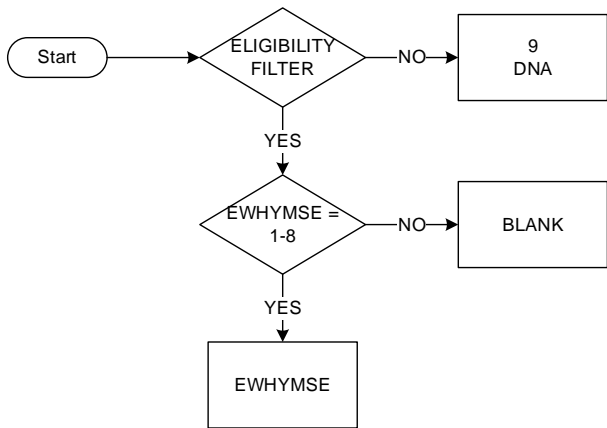 Start
ELIGIBILITY
FILTER
NO
9
DNA
YES
EWHYMSE =
1-8
NO
BLANK
YES
EWHYMSE